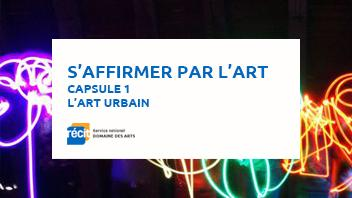 S'AFFIRMER PAR L'ART
CAPSULE 1
L'ART URBAIN
récit
Service national
DOMAINE DES ARTS